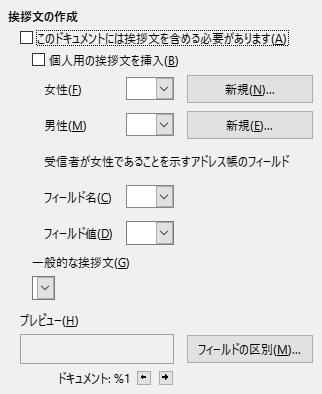 挨拶文の作成
このドキュメントには挨拶文を含める必要があります(A)
個人用の挨拶文を挿入(B)
女性(F) 新規(N)...
男性(M) 新規(E)...
受信者が女性であることを示すアドレス帳のフィールド
フィールド名(C)
フィールド値(D)
一般的な挨拶文(G)
プレビュー(H)
フィールドの区別(M)...
ドキュメント: %1